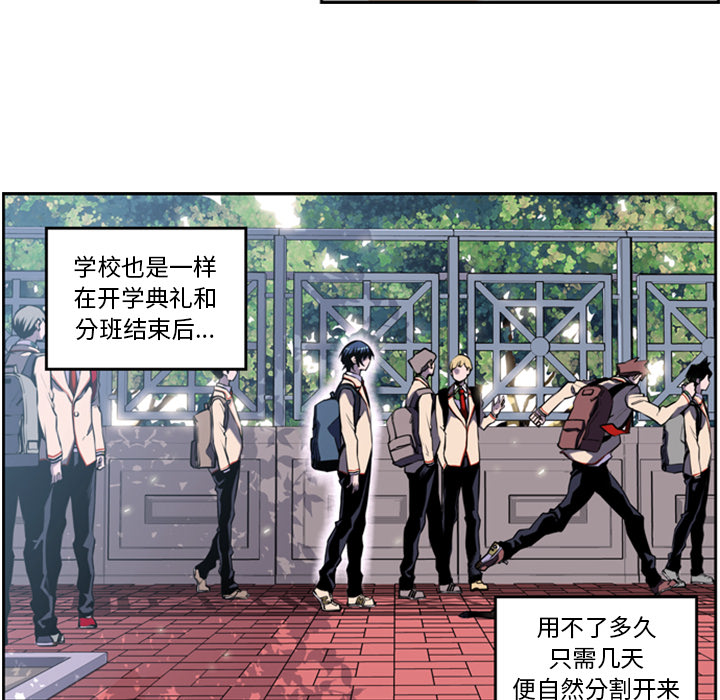 学校也是一样
在开学典礼和
分班结束后...
用不了多久
只需几天
便自然分割开来